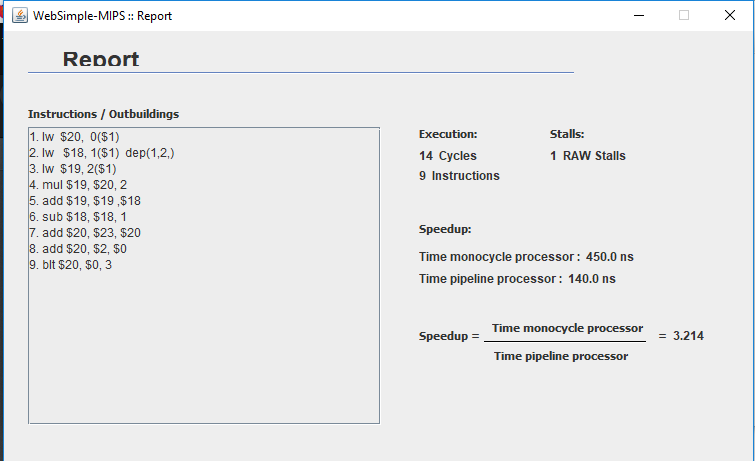 WebSimple-MIPS :: Report
Report
Instructions / Outbuildings
1. lw $20, 0($1)
2. lw $18, 1($1) dep(1,2,)
3. lw $19, 2($1)
4. mul $19, $20, 2
5. add $19, $19 ,$18
6. sub $18, $18, 1
7. add $20, $23, $20
8. add $20, $2, $0
9. blt $20, $0, 3
Execution:
14 Cycles
9 Instructions
Stalls:
1 RAW Stalls
Speedup:
Time monocycle processor : 450.0 ns
Time pipeline processor : 140.0 ns
Speedup = Time monocycle processor = 3.214
Time pipeline processor